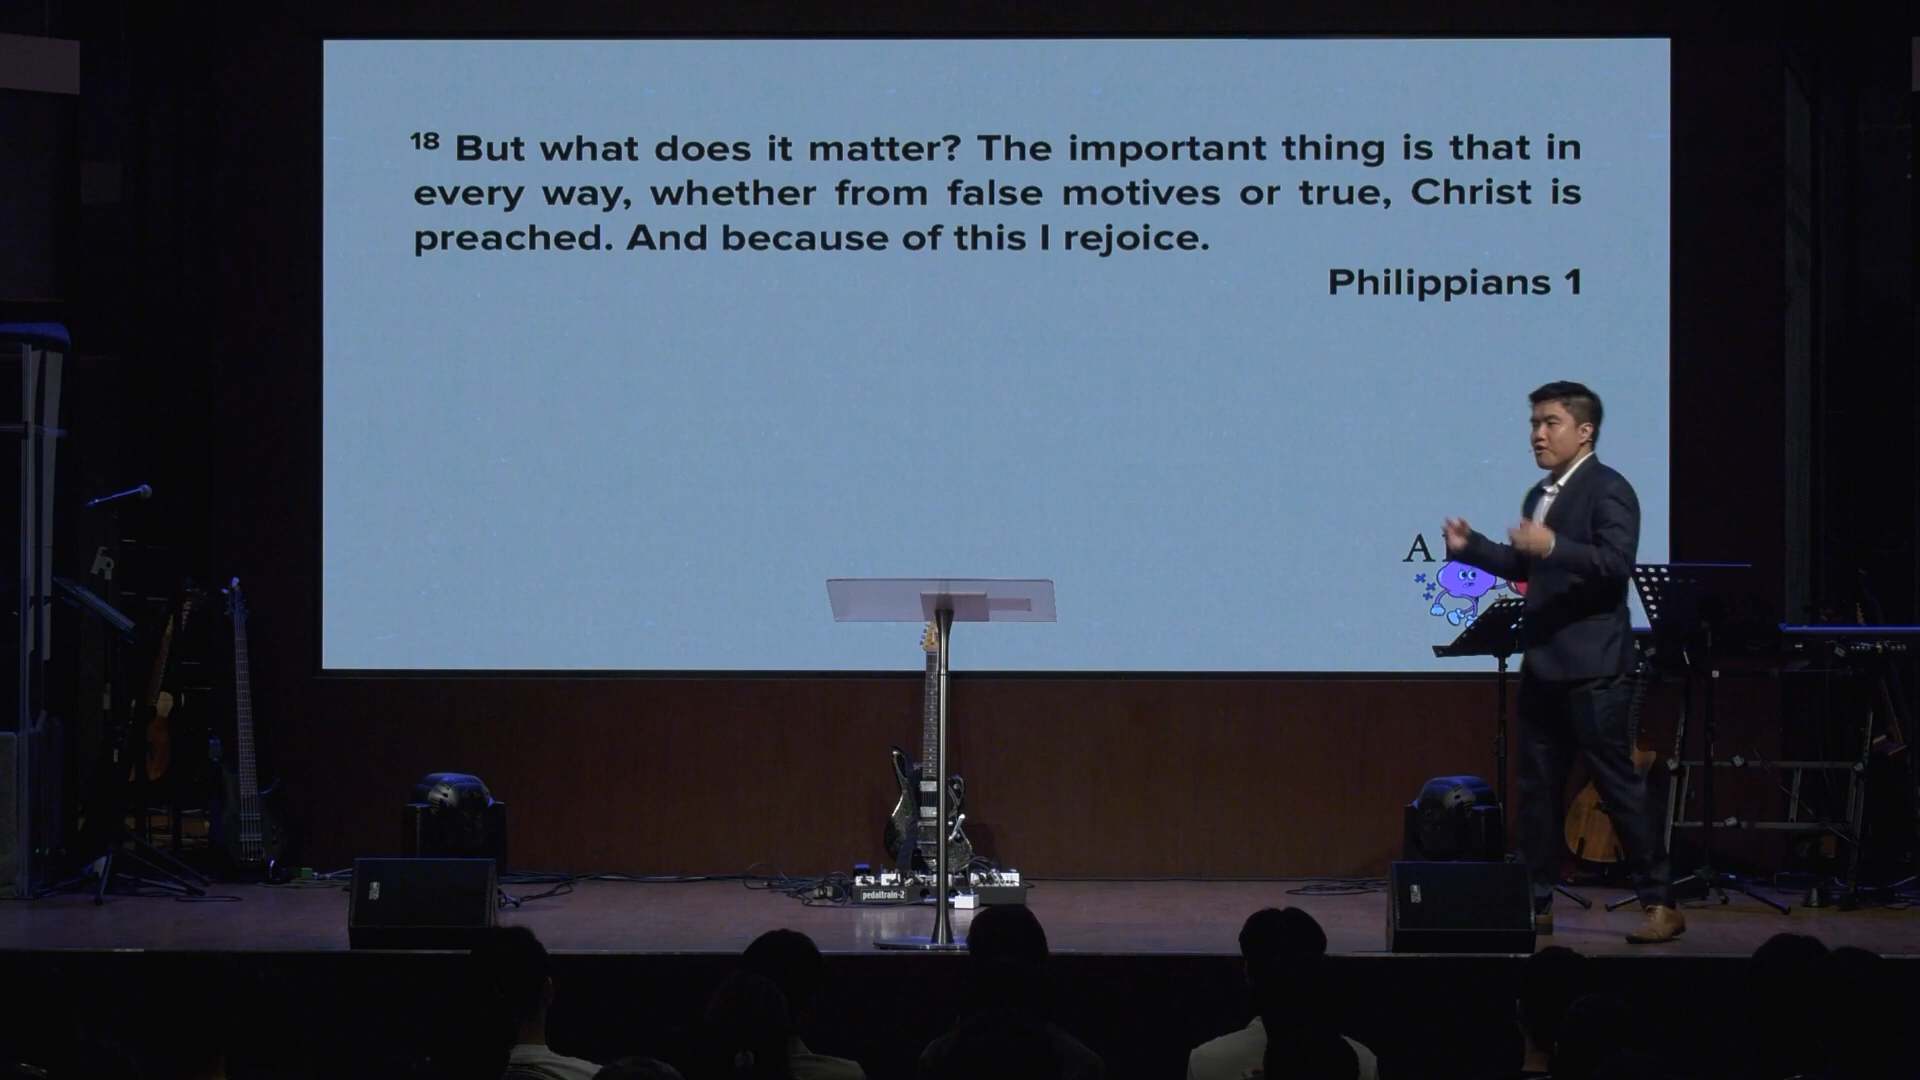 18 But what does it matter? The important thing is that in
every way, whether from false motives or true, Christ is
preached. And because of this I rejoice.
Philippians 1
pedaltrain-2